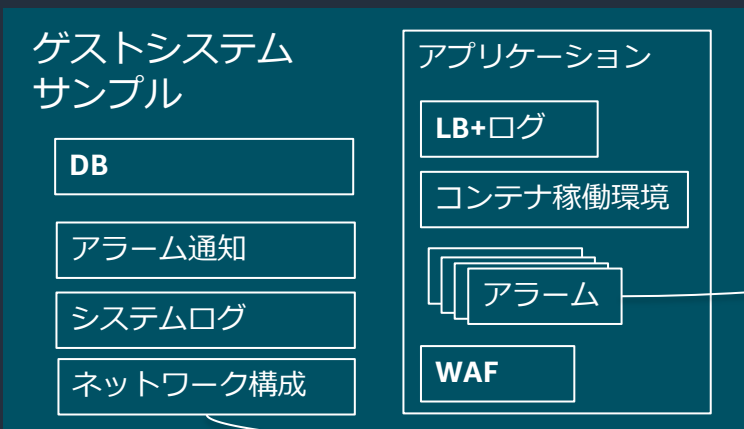 ゲストシステム
サンプル
DB
アラーム通知
システムログ
ネットワーク構成
アプリケーション
LB+ログ
コンテナ稼働環境
アラーム
WAF